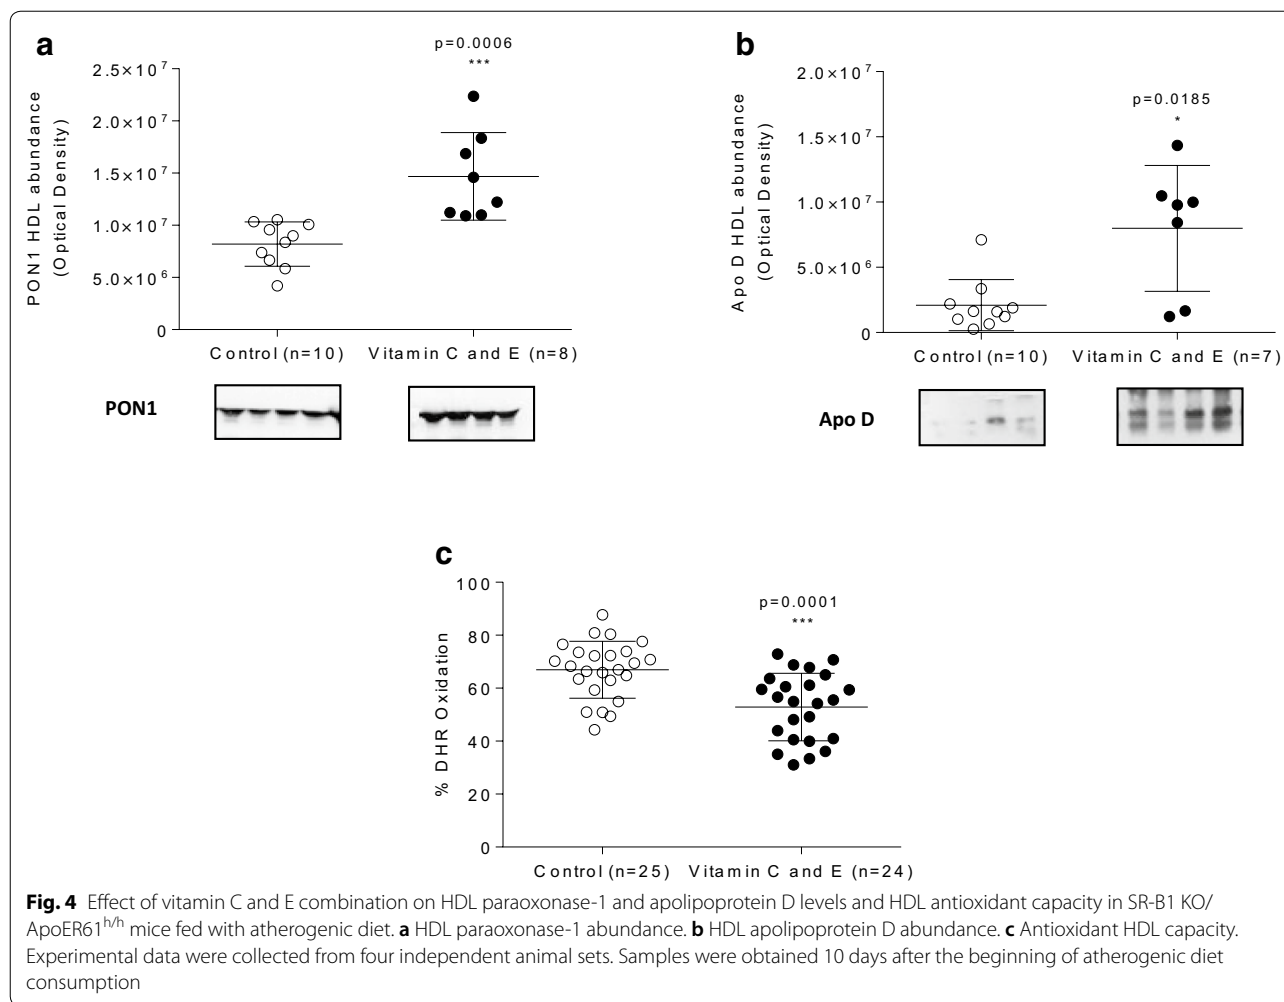 a
p=0.0006
***
PON1 HDL abundance
(Optical Density)
2.5×10⁷
2.0×10⁷
1.5×10⁷
1.0×10⁷
5.0×10⁶
0
Control (n=10)
Vitamin C and E (n=8)
PON1
b
p=0.0185
*
Apo D HDL abundance
(Optical Density)
2.0×10⁷
1.5×10⁷
1.0×10⁷
5.0×10⁶
0
Control (n=10)
Vitamin C and E (n=7)
Apo D
c
p=0.0001
***
% DHR Oxidation
100
80
60
40
20
0
Control (n=25)
Vitamin C and E (n=24)
Fig. 4 Effect of vitamin C and E combination on HDL paraoxonase-1 and apolipoprotein D levels and HDL antioxidant capacity in SR-B1 KO/
ApoER61ʰ/ʰ mice fed with atherogenic diet. a HDL paraoxonase-1 abundance. b HDL apolipoprotein D abundance. c Antioxidant HDL capacity.
Experimental data were collected from four independent animal sets. Samples were obtained 10 days after the beginning of atherogenic diet
consumption